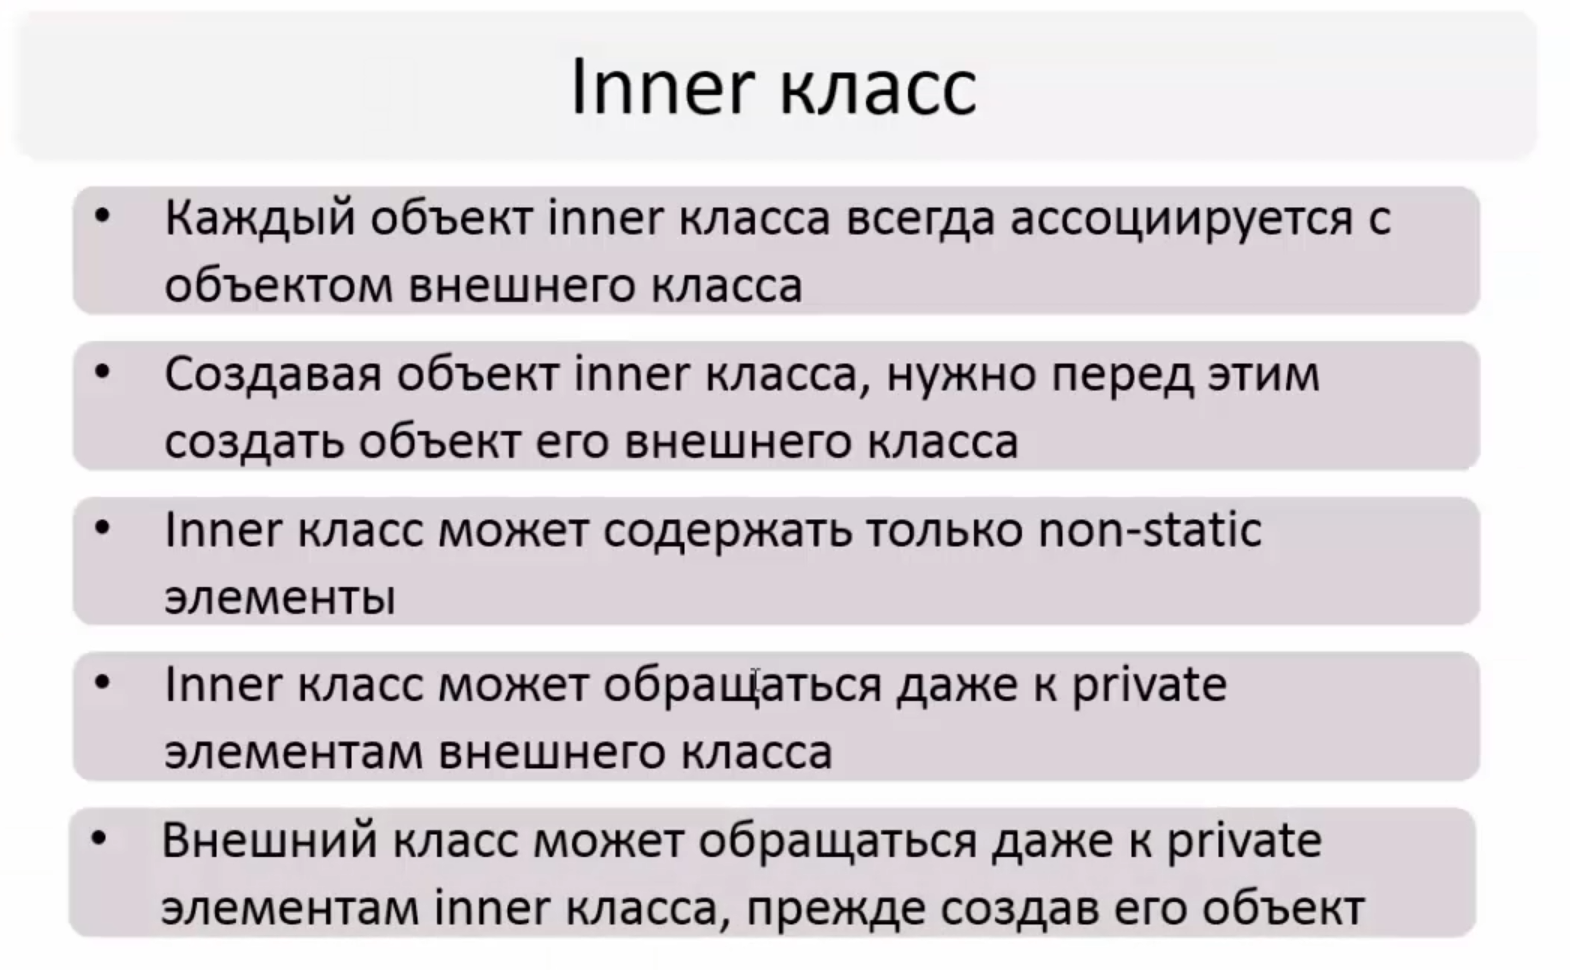 Inner класс
• Каждый объект inner класса всегда ассоциируется с
объектом внешнего класса
• Создавая объект inner класса, нужно перед этим
создать объект его внешнего класса
• Inner класс может содержать только non-static
элементы
• Inner класс может обращаться даже к private
элементам внешнего класса
• Внешний класс может обращаться даже к private
элементам inner класса, прежде создав его объект